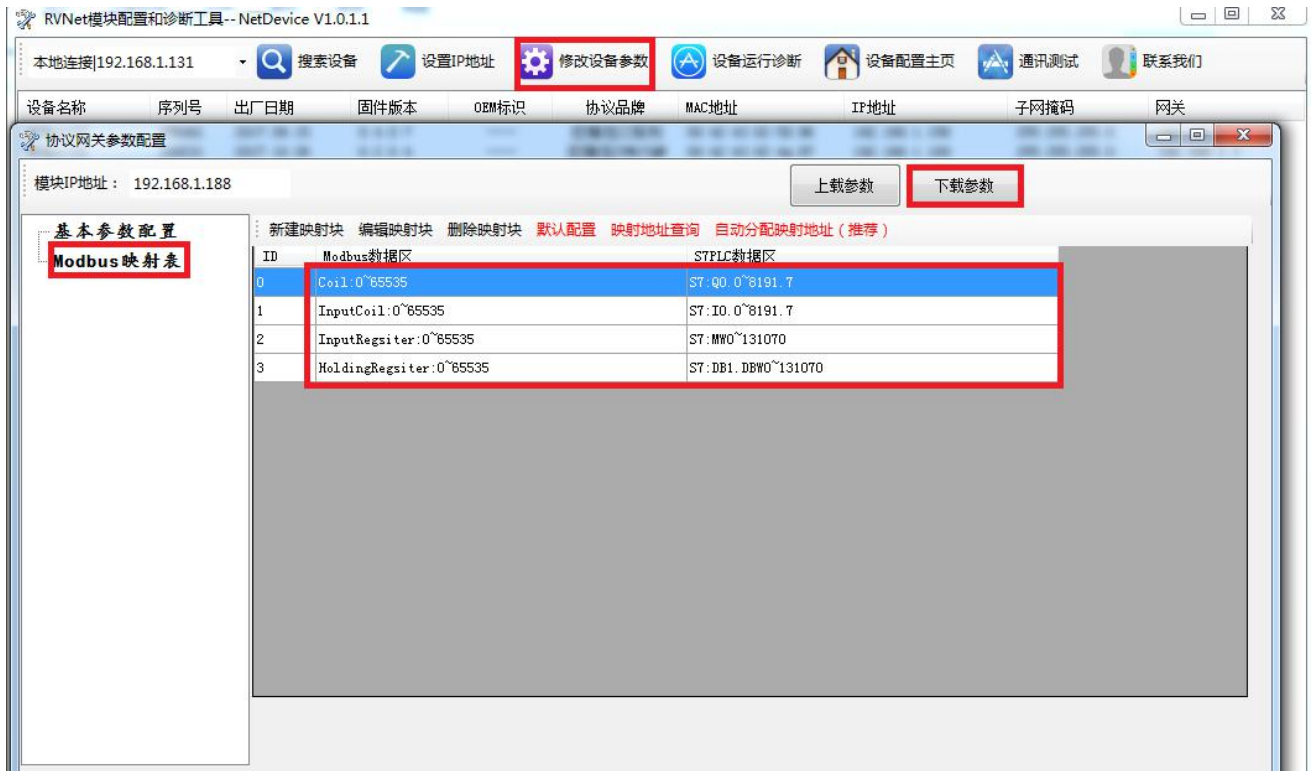 RVNet模块配置和诊断工具-- NetDevice V1.0.1.1
本地连接|192.168.1.131 搜索设备 设置IP地址 修改设备参数 设备运行诊断 设备配置主页 通讯测试 联系我们
设备名称 序列号 出厂日期 固件版本 OEM标识 协议品牌 MAC地址 IP地址 子网掩码 网关
协议网关参数配置
模块IP地址： 192.168.1.188 上载参数 下载参数
基本参数配置
Modbus映射表
新建映射块 编辑映射块 删除映射块 默认配置 映射地址查询 自动分配映射地址（推荐）
ID Modbus数据区 S7PLC数据区
0 Coil:0~65535 S7:Q0.0~8191.7
1 InputCoil:0~65535 S7:I0.0~8191.7
2 InputRegsiter:0~65535 S7:MW0~131070
3 HoldingRegsiter:0~65535 S7:DB1.DBW0~131070